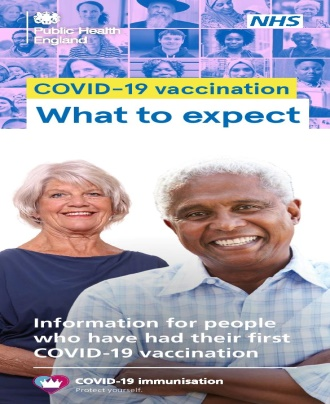 Public Health
England
NHS
COVID-19 vaccination
What to expect
Information for people
who have had their first
COVID-19 vaccination
COVID-19 immunisation
Protect yourself.